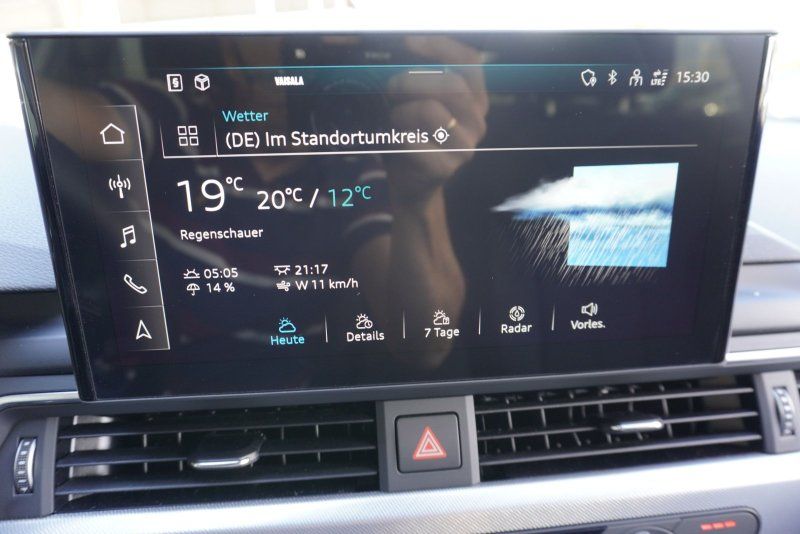 VAISALA
LTE 15:30
Wetter
(DE) Im Standortumkreis
19°C 20°C / 12°C
Regenschauer
05:05 21:17
14 % W 11 km/h
Heute Details 7 Tage Radar Vorles.